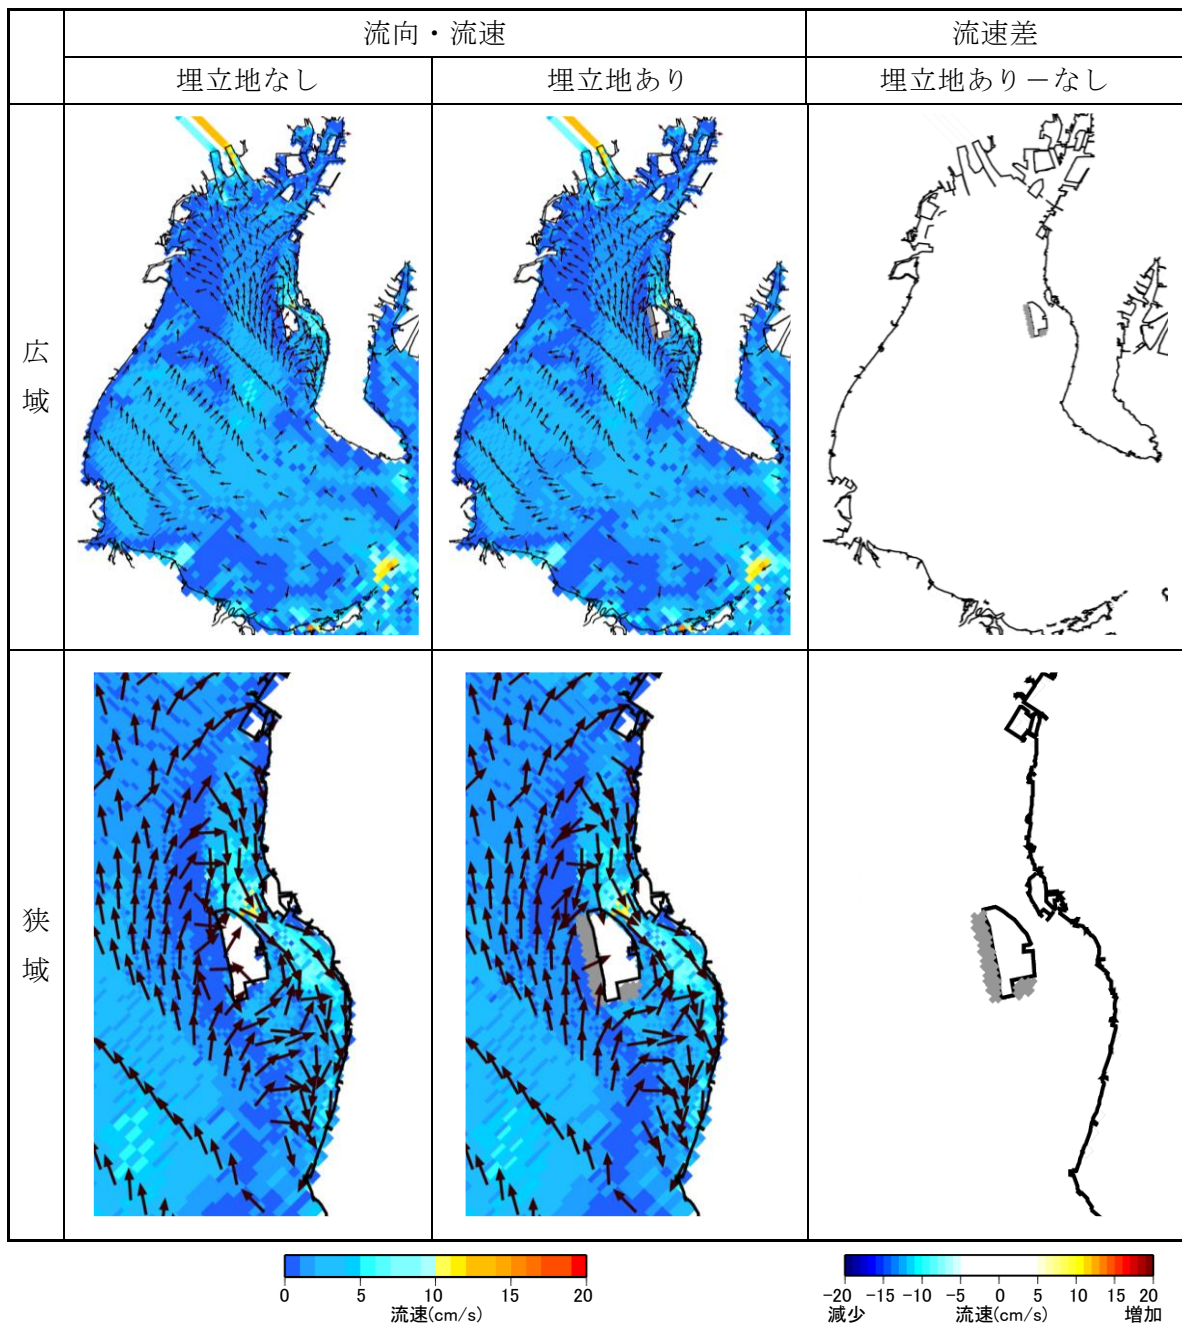 流向・流速
流速差
埋立地なし
埋立地あり
埋立地あり－なし
広域
狭域
0 5 10 15 20
流速(cm/s)
-20 -15 -10 -5 0 5 10 15 20
減少 流速(cm/s) 増加